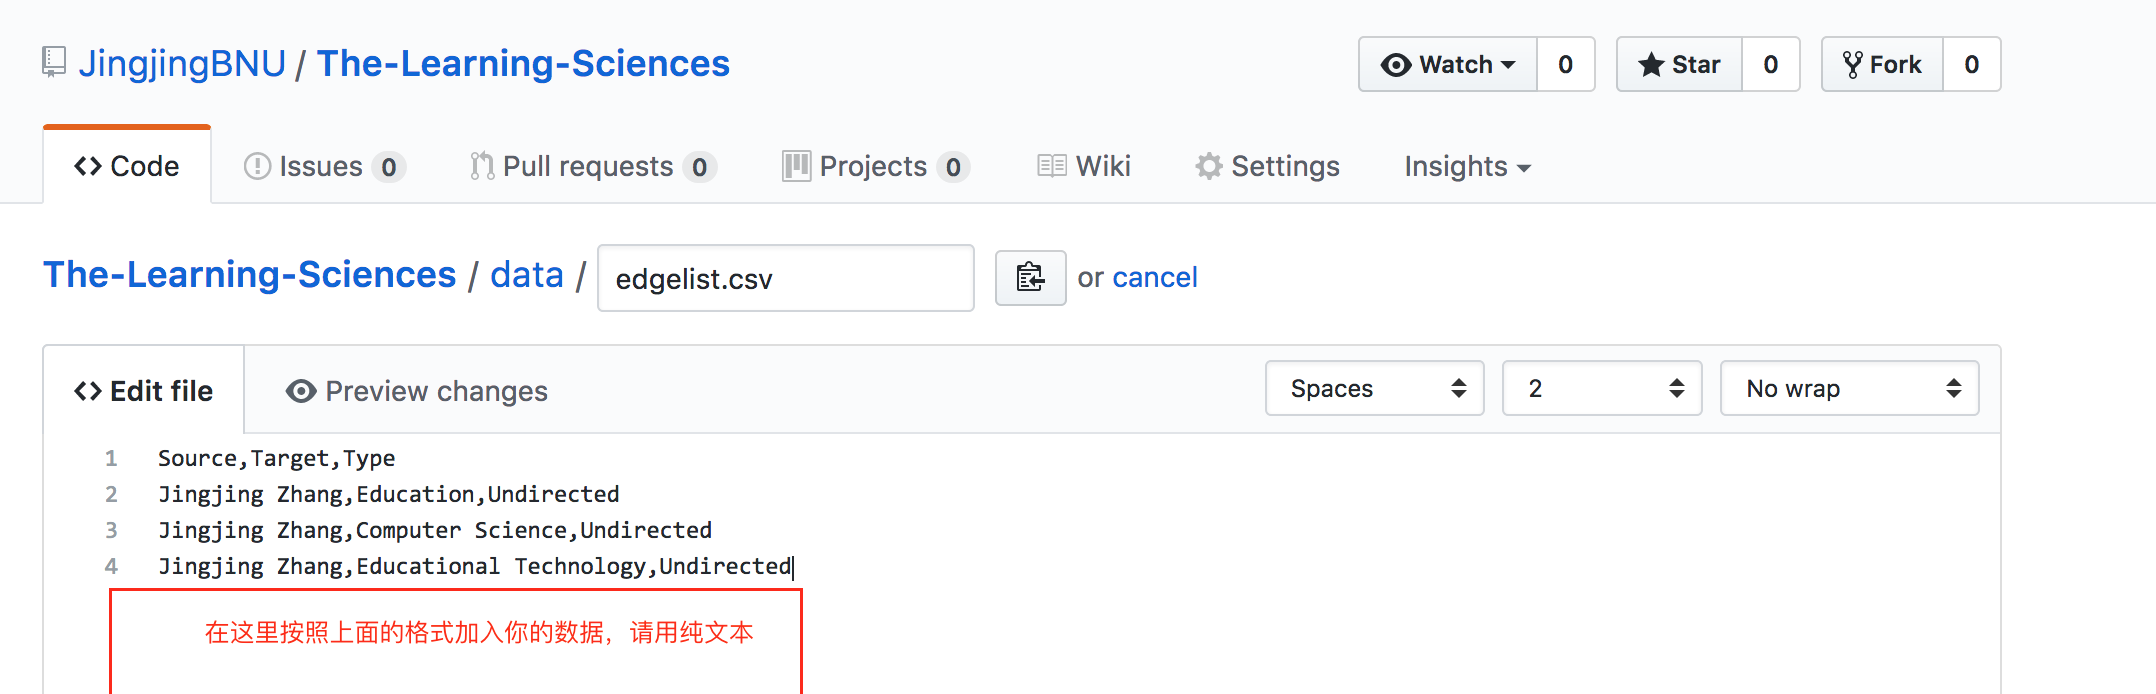 JingjingBNU / The-Learning-Sciences
Watch 0 Star 0 Fork 0
Code Issues 0 Pull requests 0 Projects 0 Wiki Settings Insights
The-Learning-Sciences / data / edgelist.csv or cancel
Edit file Preview changes Spaces 2 No wrap
1 Source,Target,Type
2 Jingjing Zhang,Education,Undirected
3 Jingjing Zhang,Computer Science,Undirected
4 Jingjing Zhang,Educational Technology,Undirected
在这里按照上面的格式加入你的数据，请用纯文本